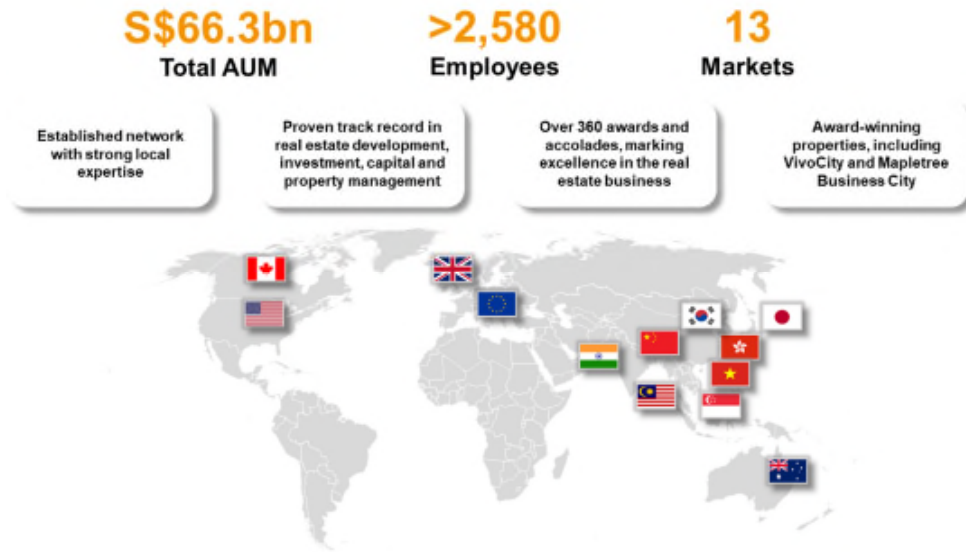 S$66.3bn
Total AUM
>2,580
Employees
13
Markets
Established network
with strong local
expertise
Proven track record in
real estate development,
investment, capital and
property management
Over 360 awards and
accolades, marking
excellence in the real
estate business
Award-winning
properties, including
VivoCity and Mapletree
Business City